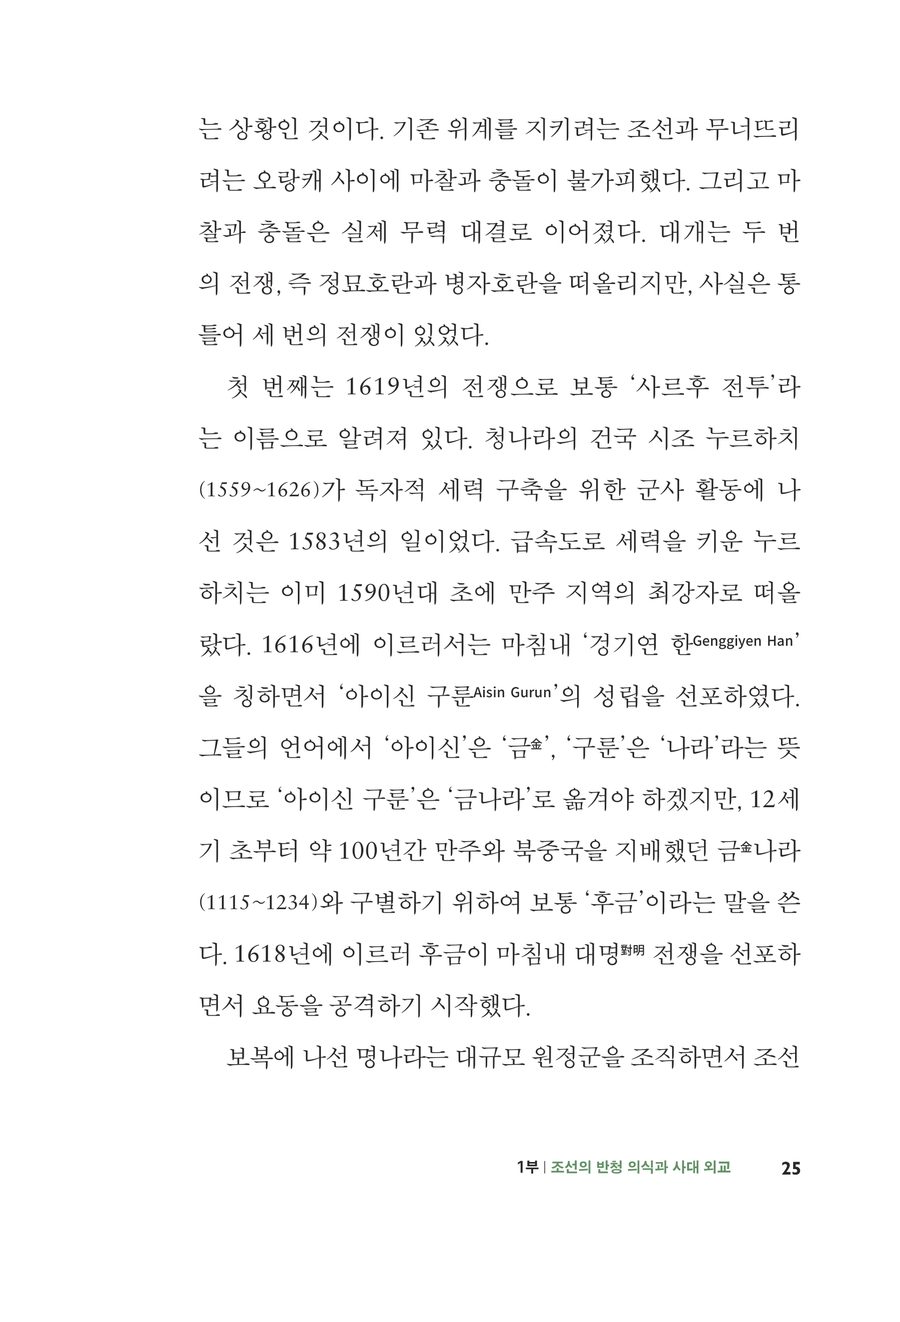 는 상황인 것이다. 기존 위계를 지키려는 조선과 무너뜨리
려는 오랑캐 사이에 마찰과 충돌이 불가피했다. 그리고 마
찰과 충돌은 실제 무력 대결로 이어졌다. 대개는 두 번
의 전쟁, 즉 정묘호란과 병자호란을 떠올리지만, 사실은 통
틀어 세 번의 전쟁이 있었다.
첫 번째는 1619년의 전쟁으로 보통 ‘사르후 전투’라
는 이름으로 알려져 있다. 청나라의 건국 시조 누르하치
(1559~1626)가 독자적 세력 구축을 위한 군사 활동에 나
선 것은 1583년의 일이었다. 급속도로 세력을 키운 누르
하치는 이미 1590년대 초에 만주 지역의 최강자로 떠올
랐다. 1616년에 이르러서는 마침내 ‘겅기연 한Genggiyen Han’
을 칭하면서 ‘아이신 구룬Aisin Gurun’의 성립을 선포하였다.
그들의 언어에서 ‘아이신’은 ‘금金’, ‘구룬’은 ‘나라’라는 뜻
이므로 ‘아이신 구룬’은 ‘금나라’로 옮겨야 하겠지만, 12세
기 초부터 약 100년간 만주와 북중국을 지배했던 금金나라
(1115~1234)와 구별하기 위하여 보통 ‘후금’이라는 말을 쓴
다. 1618년에 이르러 후금이 마침내 대명對明 전쟁을 선포하
면서 요동을 공격하기 시작했다.
보복에 나선 명나라는 대규모 원정군을 조직하면서 조선
1부 | 조선의 반청 의식과 사대 외교 25